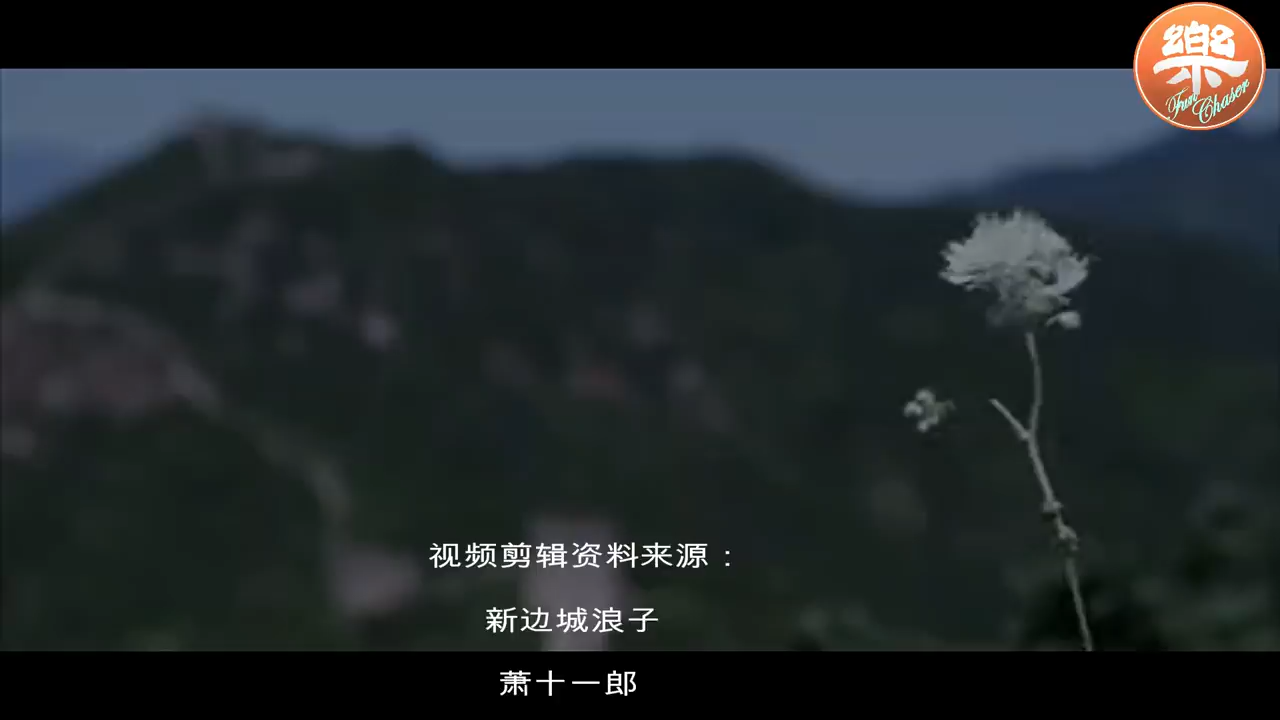 樂
Fun
Chaser
视频剪辑资料来源：
新边城浪子
萧十一郎